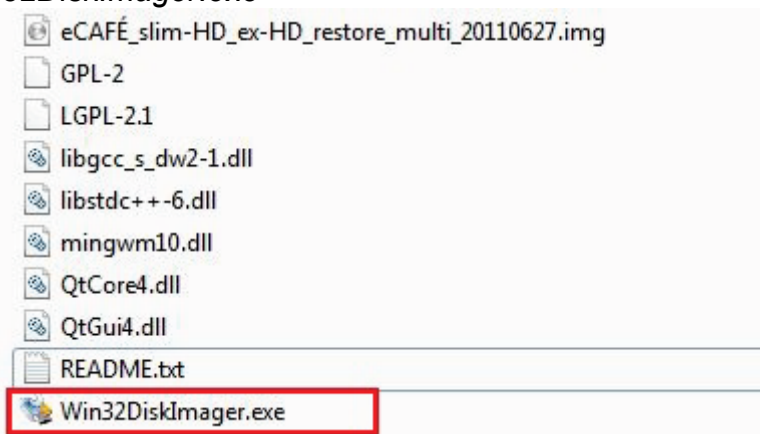 eCAFÉ_slim-HD_ex-HD_restore_multi_20110627.img
GPL-2
LGPL-2.1
libgcc_s_dw2-1.dll
libstdc++-6.dll
mingwm10.dll
QtCore4.dll
QtGui4.dll
README.txt
Win32DiskImager.exe